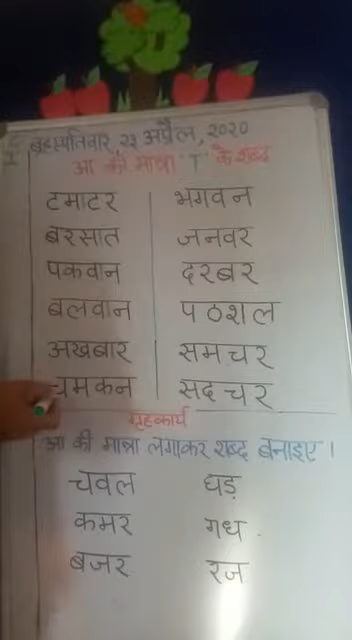 बृहस्पतिवार, २३ अप्रैल, २०२०
आ की मात्रा "ा" के शब्द
टमाटर भगवन
बरसात जनवर
पकवान दरबर
बलवान पठशल
अखबार समचर
चमकन सदचर
गृहकार्य
आ की मात्रा लगाकर शब्द बनाइए।
चवल घड़
कमर गध
बजर रज